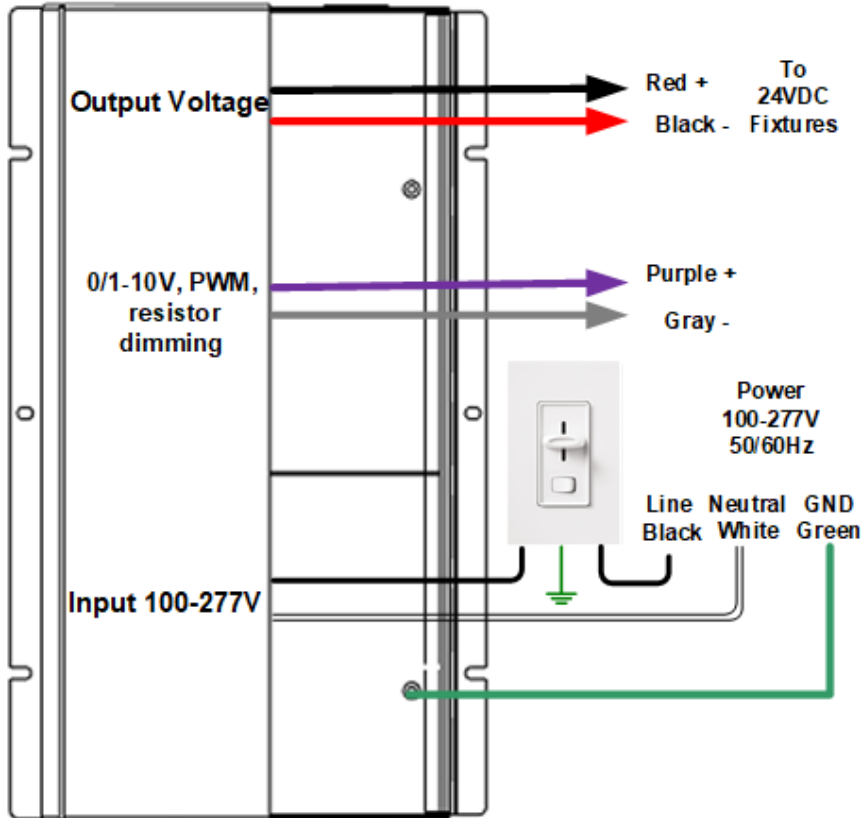 Output Voltage
Red +
Black -
To
24VDC
Fixtures
0/1-10V, PWM,
resistor
dimming
Purple +
Gray -
Power
100-277V
50/60Hz
Line Neutral GND
Black White Green
Input 100-277V